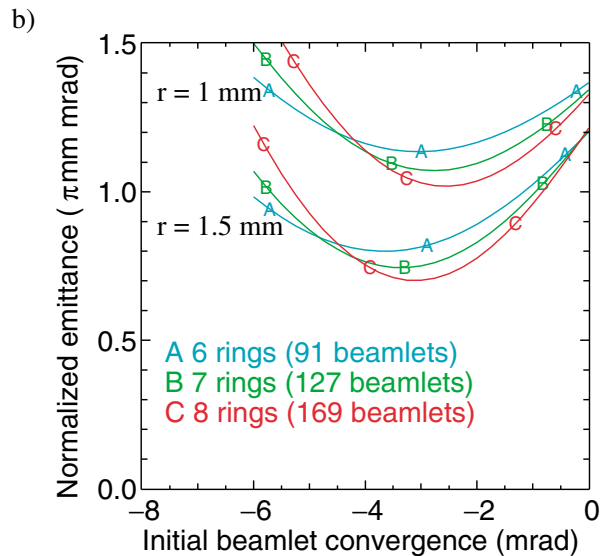 b)
Normalized emittance ( πmm mrad)
1.5
1.0
0.5
0.0
r = 1 mm
r = 1.5 mm
A A A
B B B
C C C
A A A
B B B
C C C
A 6 rings (91 beamlets)
B 7 rings (127 beamlets)
C 8 rings (169 beamlets)
−8 −6 −4 −2 0
Initial beamlet convergence (mrad)